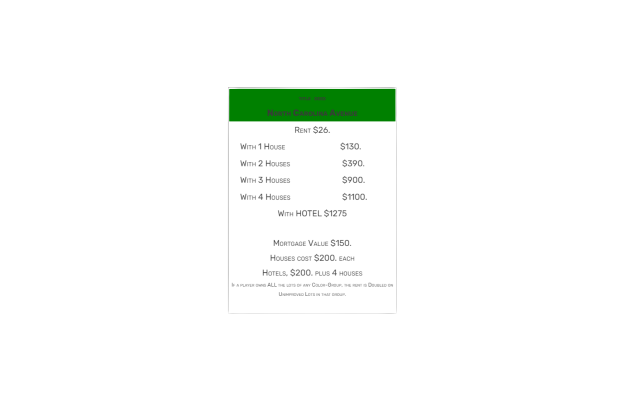 Title Deed
North Carolina Avenue
Rent $26.
With 1 House $130.
With 2 Houses $390.
With 3 Houses $900.
With 4 Houses $1100.
With HOTEL $1275
Mortgage Value $150.
Houses cost $200. each
Hotels, $200. plus 4 houses
If a player owns ALL the lots of any Color-Group, the rent is Doubled on
Unimproved Lots in that group.